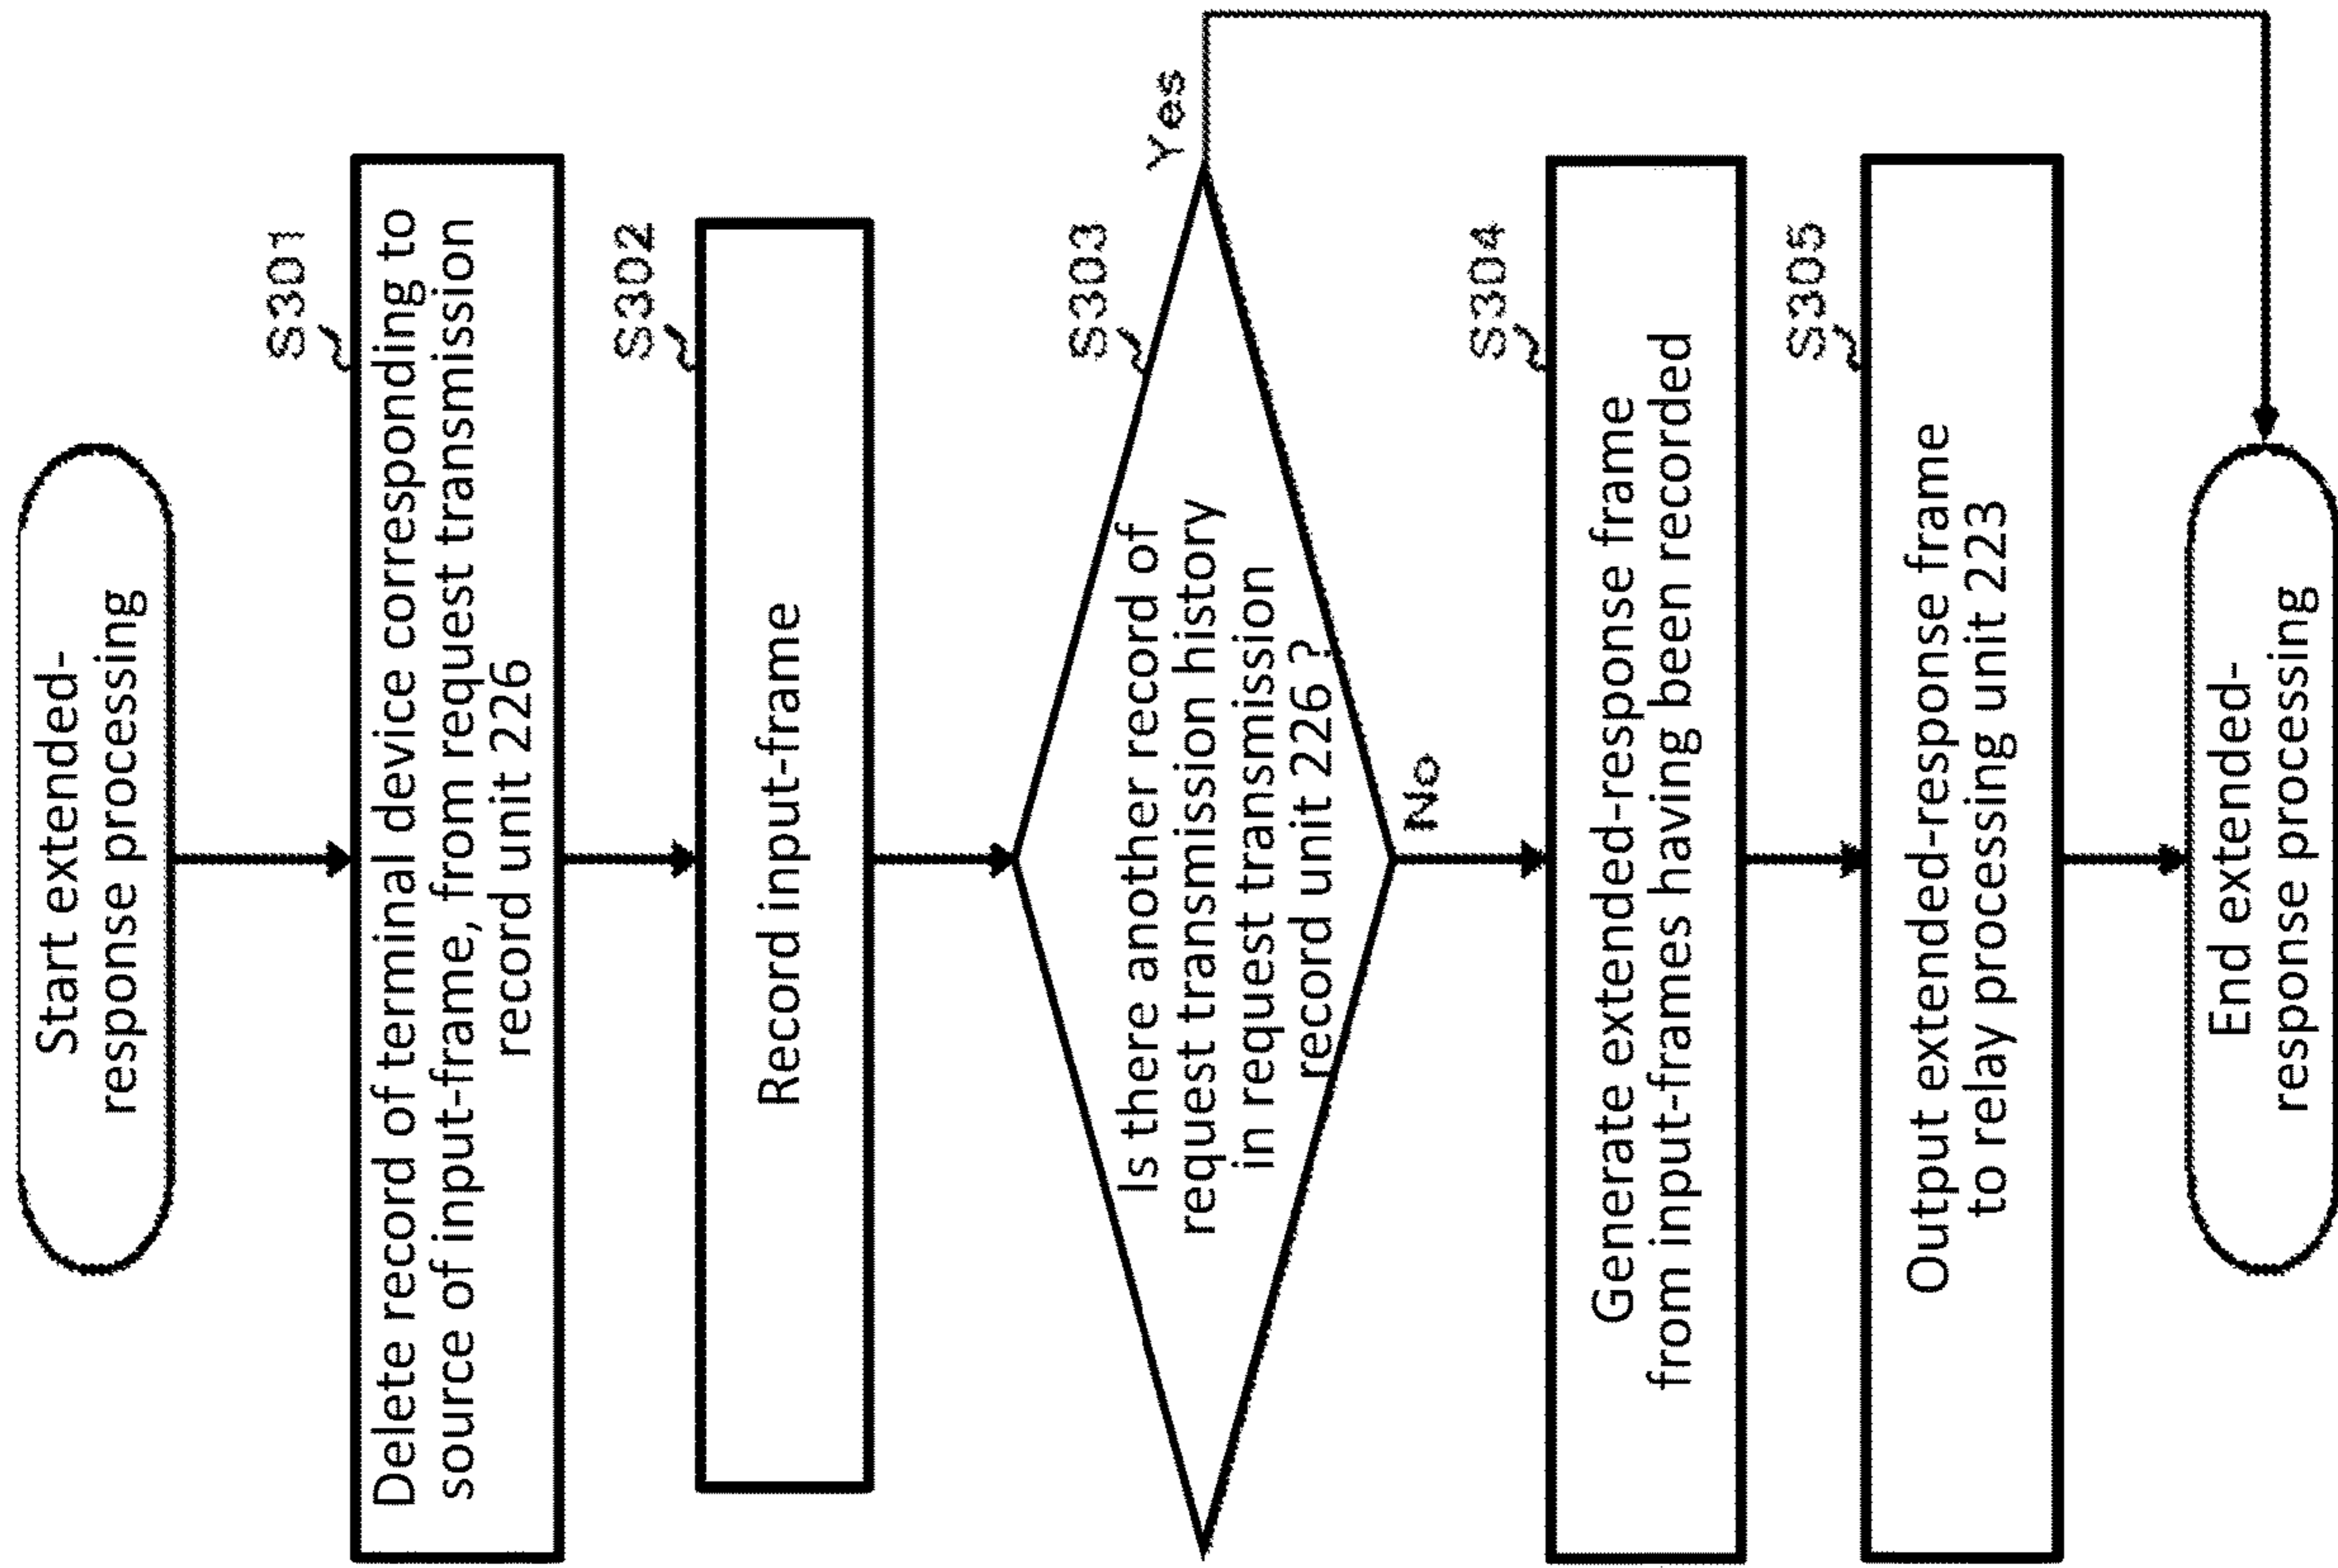 Start extended-
response processing
S301
Delete record of terminal device corresponding to
source of input-frame, from request transmission
record unit 226
S302
Record input-frame
S303
Is there another record of
request transmission history
in request transmission
record unit 226 ?
Yes
No
S304
Generate extended-response frame
from input-frames having been recorded
S305
Output extended-response frame
to relay processing unit 223
End extended-
response processing